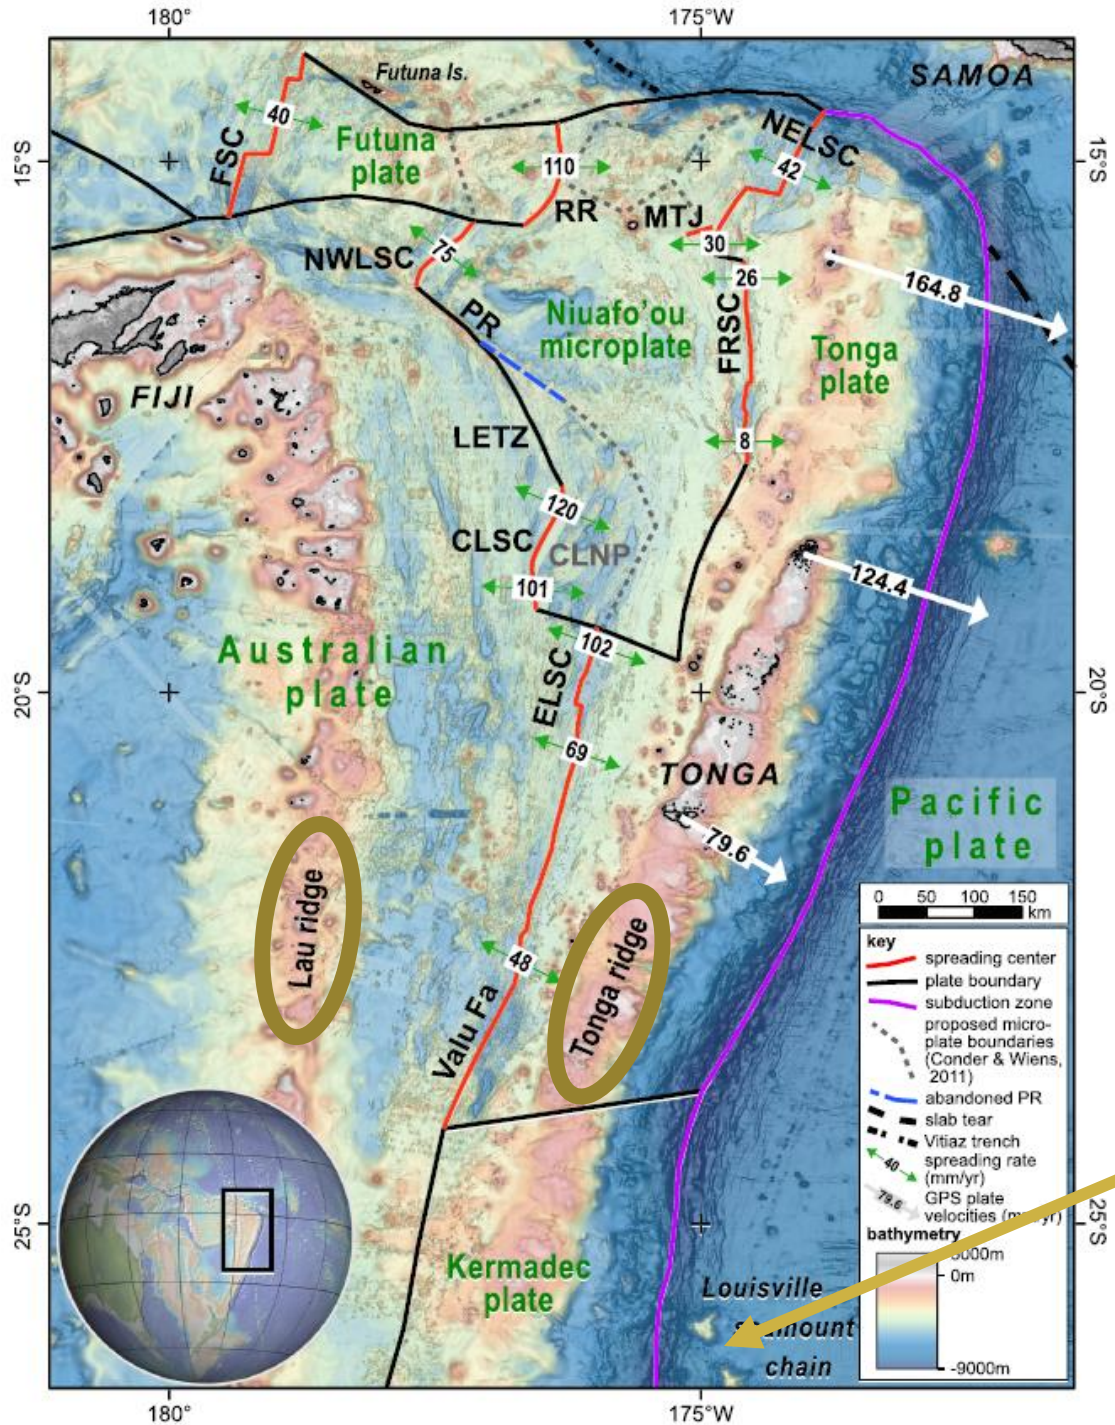 180°
175°W
SAMOA
Futuna Is.
40
FSC
Futuna
plate
NELSC
15°S
15°S
110
42
RR
MTJ
30
75
NWLSC
26
164.8
PR
Niuafo'ou
microplate
FRSC
Tonga
plate
FIJI
LETZ
8
120
CLSC
CLNP
101
124.4
102
Australian
plate
ELSC
20°S
20°S
69
TONGA
Pacific
plate
79.6
Lau ridge
Tonga ridge
48
Valu Fa
0 50 100 150
km
key
spreading center
plate boundary
subduction zone
proposed micro-
plate boundaries
(Conder & Wiens,
2011)
abandoned PR
slab tear
Vitiaz trench
40
spreading rate
(mm/yr)
79.6
GPS plate
velocities
bathymetry
0m
-9000m
25°S
25°S
Kermadec
plate
Louisville
chain
180°
175°W